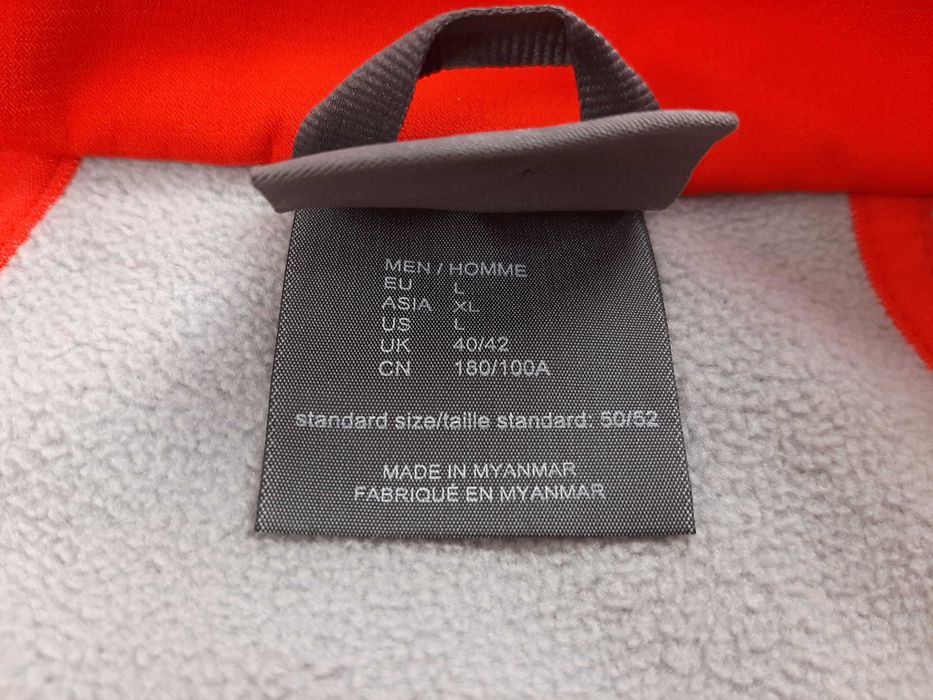 MEN / HOMME
EU L
ASIA XL
US L
UK 40/42
CN 180/100A
standard size/taille standard: 50/52
MADE IN MYANMAR
FABRIQUÉ EN MYANMAR